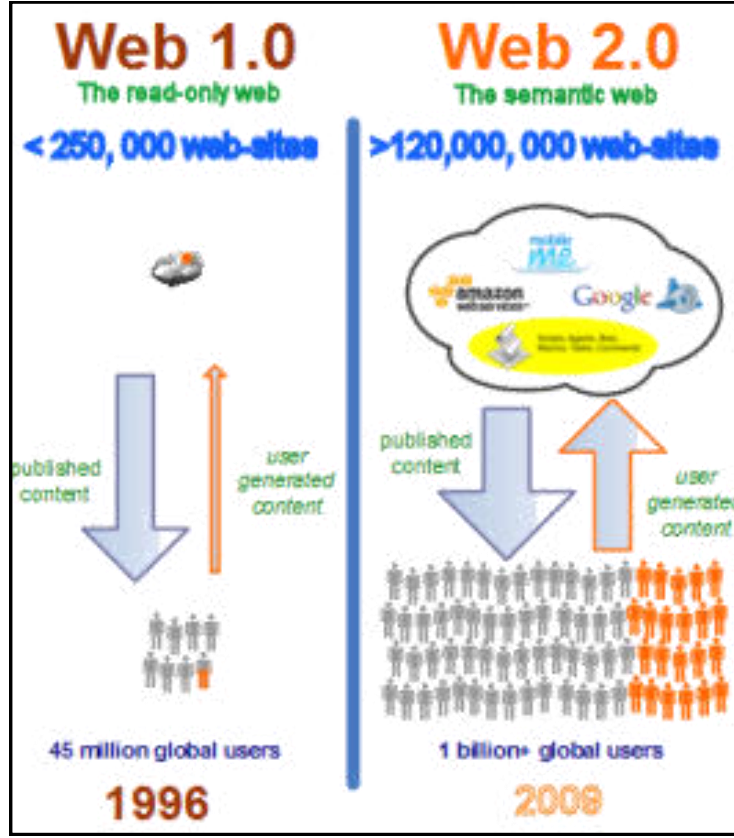 Web 1.0
The read-only web
< 250, 000 web-sites
published
content
user
generated
content
45 million global users
1996
Web 2.0
The semantic web
>120,000, 000 web-sites
mobile
me
amazon
webservices™
Google
published
content
user
generated
content
1 billion+ global users
2009